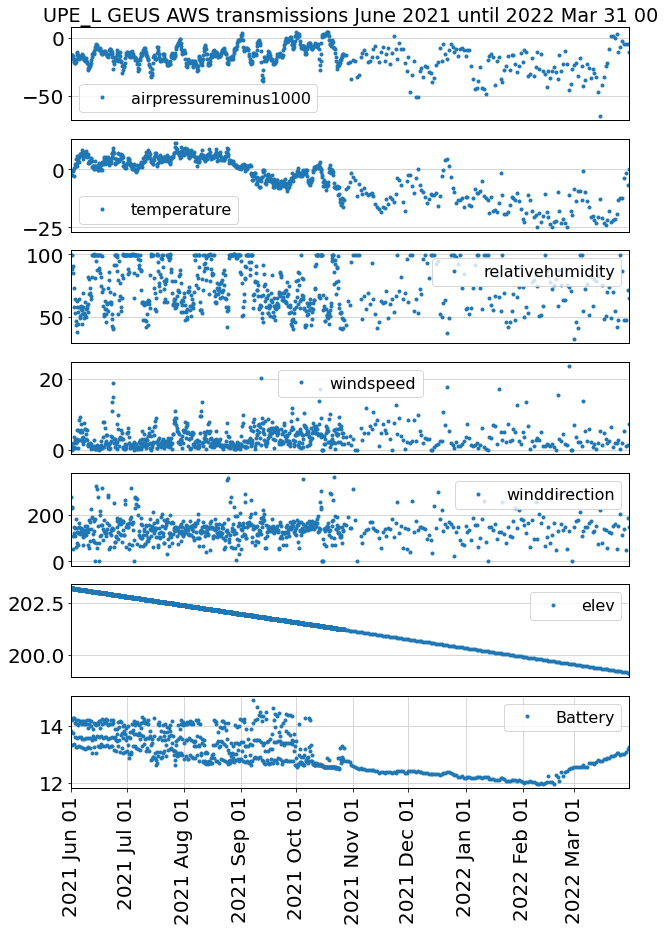 UPE_L GEUS AWS transmissions June 2021 until 2022 Mar 31 00
0
−50
airpressureminus1000
0
−25
temperature
100
50
relativehumidity
20
0
windspeed
200
0
winddirection
202.5
200.0
elev
14
12
Battery
2021 Jun 01
2021 Jul 01
2021 Aug 01
2021 Sep 01
2021 Oct 01
2021 Nov 01
2021 Dec 01
2022 Jan 01
2022 Feb 01
2022 Mar 01